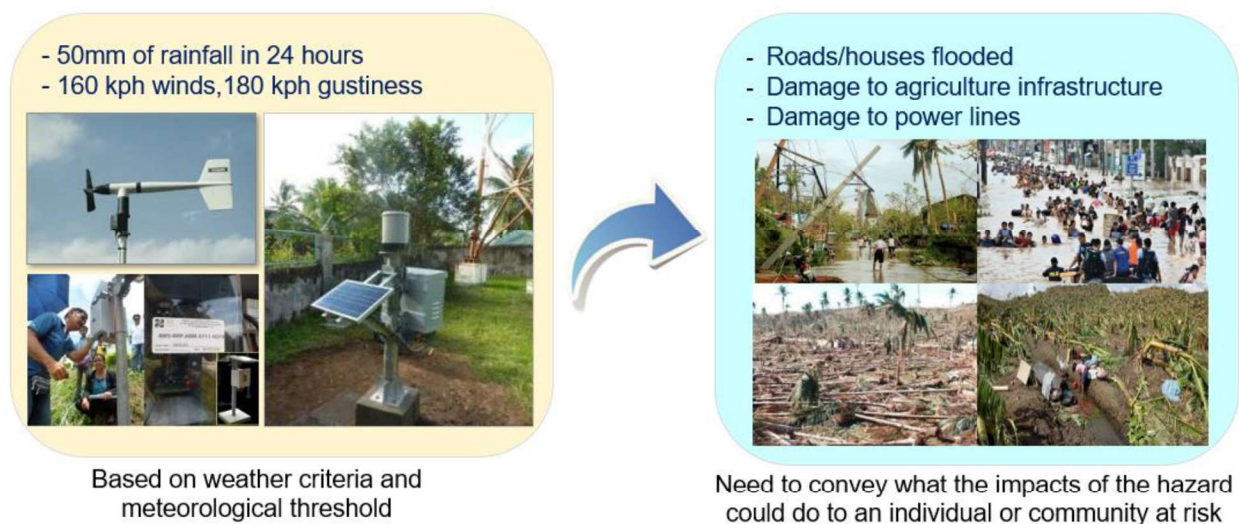 - 50mm of rainfall in 24 hours
- 160 kph winds,180 kph gustiness
Based on weather criteria and
meteorological threshold
- Roads/houses flooded
- Damage to agriculture infrastructure
- Damage to power lines
Need to convey what the impacts of the hazard
could do to an individual or community at risk